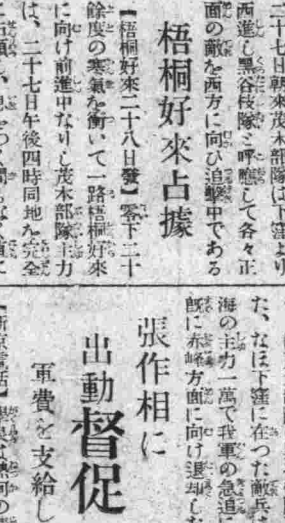 二十七日朝來茂木部隊は下窪より
西進し黑谷枝隊と呼應して各々正
面の敵を西方に向ひ追擊中である
梧桐好來占據
【梧桐好來二十八日發】零下二十
餘度の寒氣を衝いて一路梧桐好來
に向け前進中なりし茂木部隊主力
は、二十七日午後四時同地を完全
た、なほ下窪に在つた敵兵
海の主力一萬で我軍の急追
既に赤峰方面に向け退却しな
張作相に
出動督促
軍費を支給し
【新京電話】